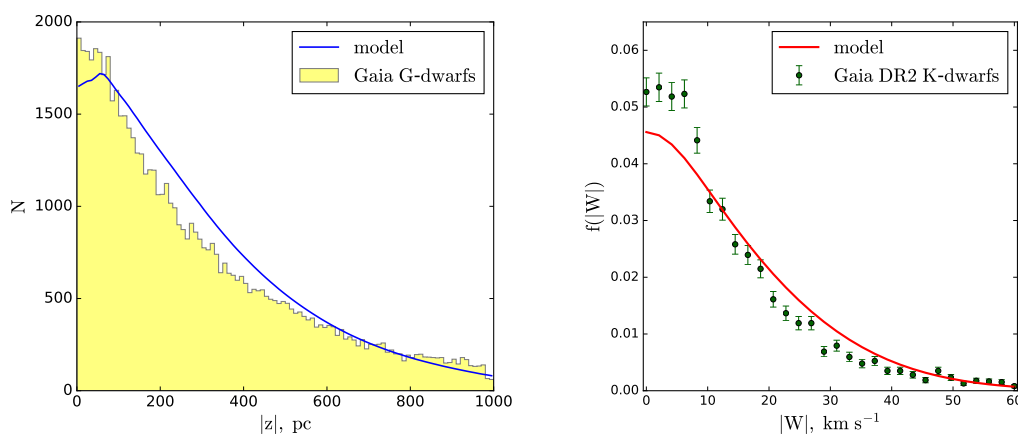 2000
1500
1000
500
0
N
0 200 400 600 800 1000
|z|, pc
model
Gaia G-dwarfs
0.06
0.05
0.04
0.03
0.02
0.01
0.00
f(|W|)
0 10 20 30 40 50 60
|W|, km s⁻¹
model
Gaia DR2 K-dwarfs